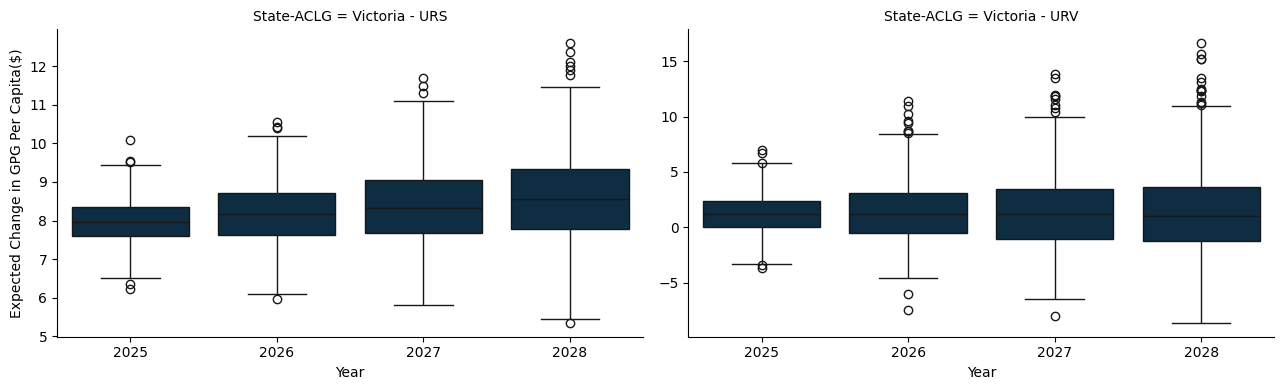 State-ACLG = Victoria - URS
Expected Change in GPG Per Capita($)
12
11
10
9
8
7
6
5
2025 2026 2027 2028
Year
State-ACLG = Victoria - URV
15
10
5
0
−5
2025 2026 2027 2028
Year